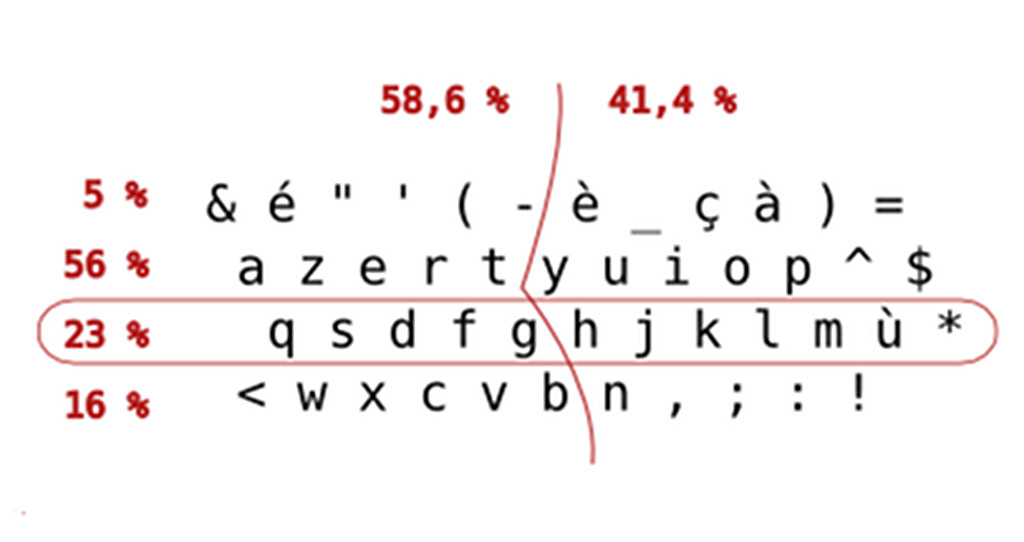 58,6 % 41,4 %
5 % & é " ' ( - è _ ç à ) =
56 % a z e r t y u i o p ^ $
23 % q s d f g h j k l m ù *
16 % < w x c v b n , ; : !